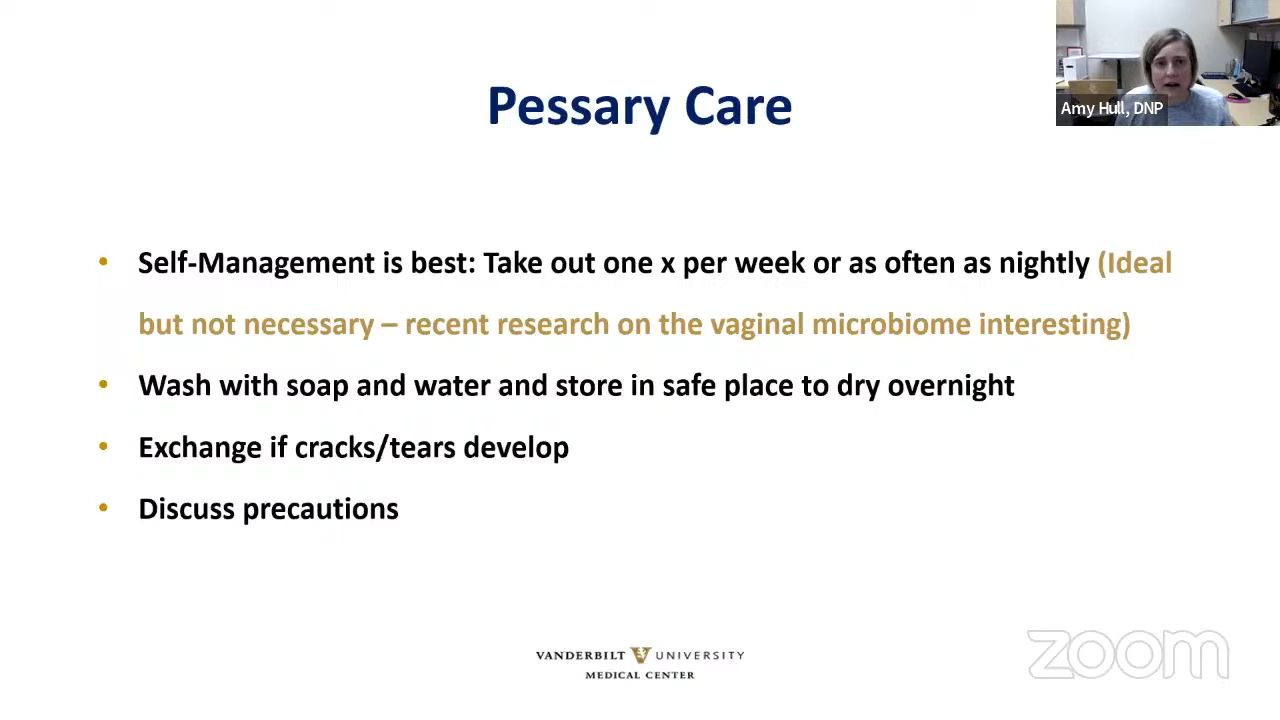 Pessary Care
Amy Hull, DNP
• Self-Management is best: Take out one x per week or as often as nightly (Ideal
but not necessary – recent research on the vaginal microbiome interesting)
• Wash with soap and water and store in safe place to dry overnight
• Exchange if cracks/tears develop
• Discuss precautions
VANDERBILT V UNIVERSITY
MEDICAL CENTER
zoom